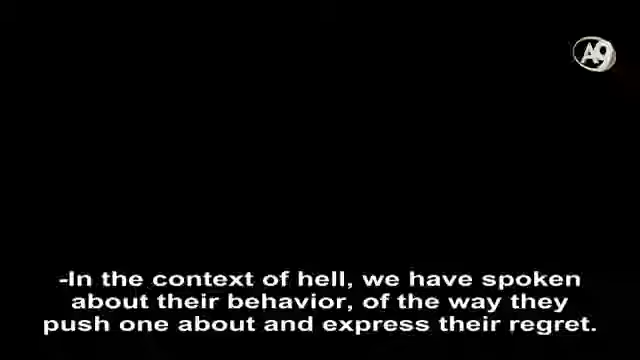 A9
-In the context of hell, we have spoken
about their behavior, of the way they
push one about and express their regret.